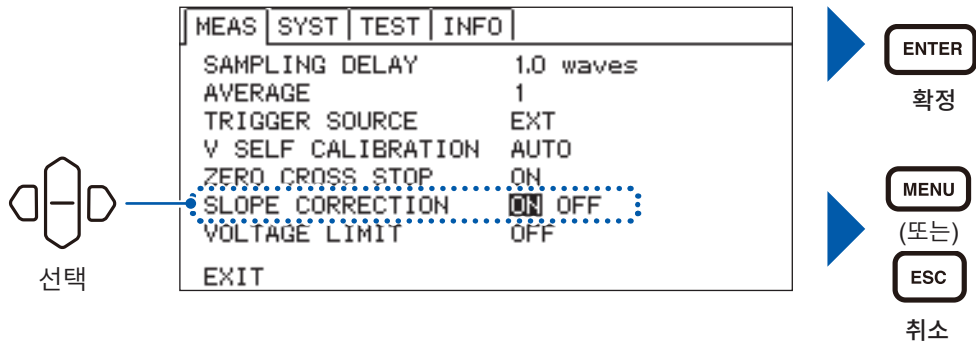 MEAS SYST TEST INFO
SAMPLING DELAY 1.0 waves
AVERAGE 1
TRIGGER SOURCE EXT
V SELF CALIBRATION AUTO
ZERO CROSS STOP ON
SLOPE CORRECTION ON OFF
VOLTAGE LIMIT OFF
EXIT
선택
ENTER
확정
MENU
(또는)
ESC
취소